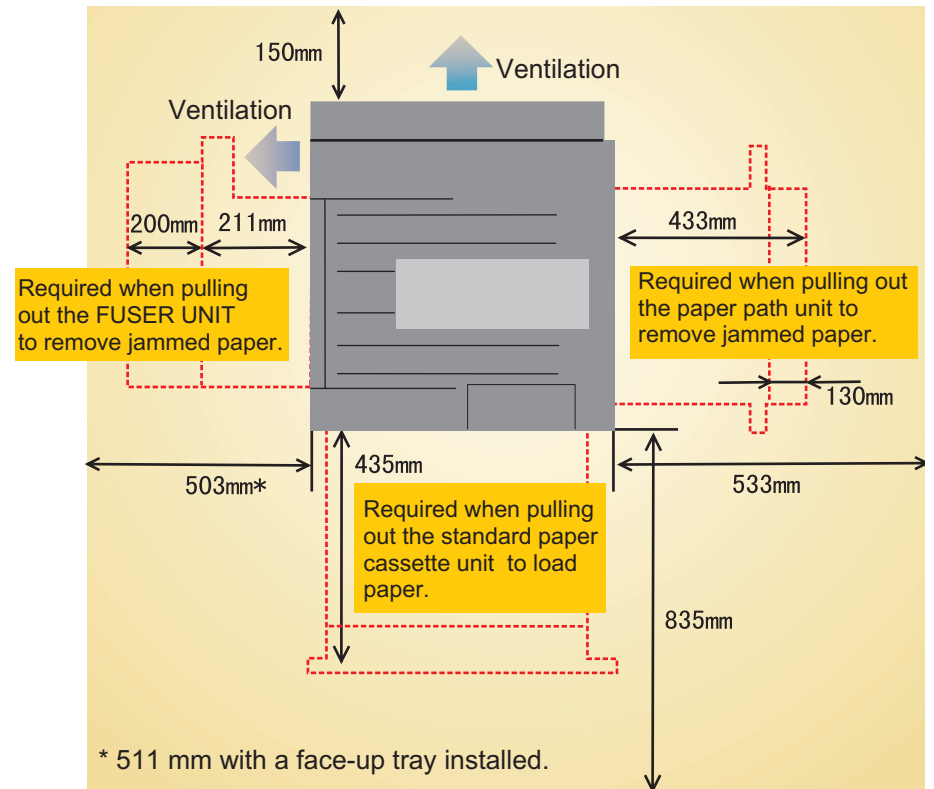 150mm
Ventilation
Ventilation
200mm
211mm
433mm
Required when pulling
out the FUSER UNIT
to remove jammed paper.
Required when pulling out
the paper path unit to
remove jammed paper.
130mm
503mm*
435mm
533mm
Required when pulling
out the standard paper
cassette unit to load
paper.
835mm
* 511 mm with a face-up tray installed.